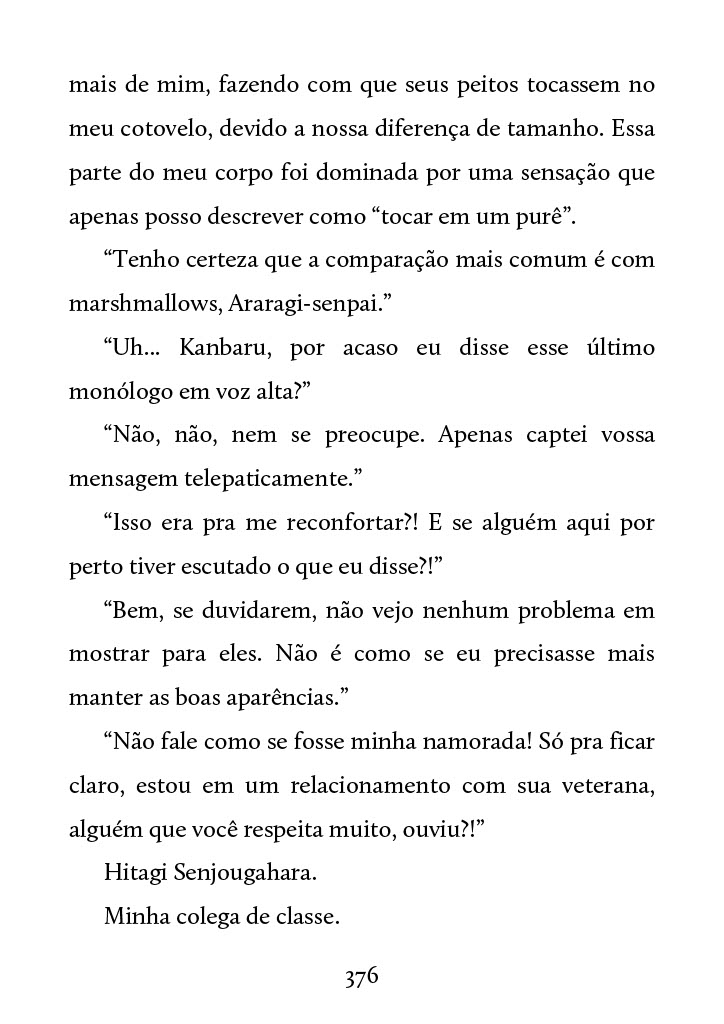 mais de mim, fazendo com que seus peitos tocassem no
meu cotovelo, devido a nossa diferença de tamanho. Essa
parte do meu corpo foi dominada por uma sensação que
apenas posso descrever como “tocar em um purê”.
“Tenho certeza que a comparação mais comum é com
marshmallows, Araragi-senpai.”
“Uh... Kanbaru, por acaso eu disse esse último
monólogo em voz alta?”
“Não, não, nem se preocupe. Apenas captei vossa
mensagem telepaticamente.”
“Isso era pra me reconfortar?! E se alguém aqui por
perto tiver escutado o que eu disse?!”
“Bem, se duvidarem, não vejo nenhum problema em
mostrar para eles. Não é como se eu precisasse mais
manter as boas aparências.”
“Não fale como se fosse minha namorada! Só pra ficar
claro, estou em um relacionamento com sua veterana,
alguém que você respeita muito, ouviu?!”
Hitagi Senjougahara.
Minha colega de classe.
376